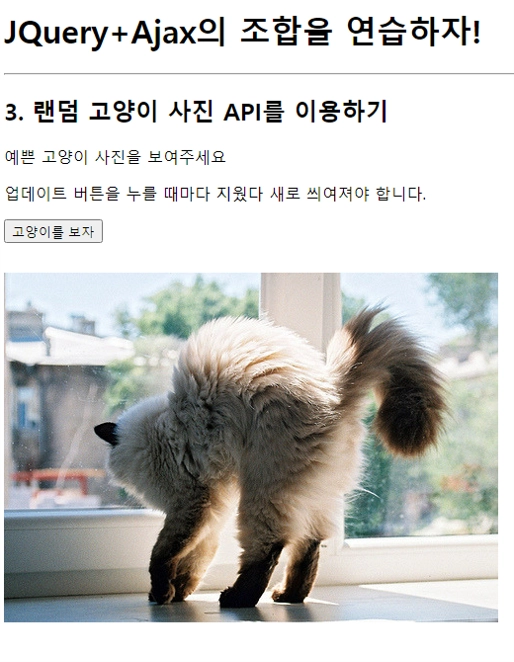 JQuery+Ajax의 조합을 연습하자!
3. 랜덤 고양이 사진 API를 이용하기
예쁜 고양이 사진을 보여주세요
업데이트 버튼을 누를 때마다 지웠다 새로 씌여져야 합니다.
고양이를 보자